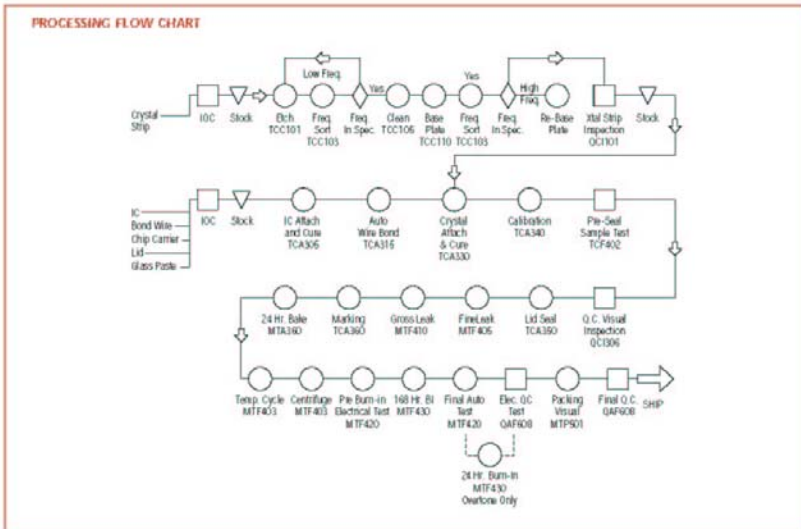 PROCESSING FLOW CHART
Low Freq.
Yes
Yes
High
Freq.
Crystal
Strip
IOC
Stock
Etch
TCC101
Freq.
Sort
TCC103
Freq.
In Spec.
Clean
TCC106
Base
Plate
TCC110
Freq.
Sort
TCC103
Freq.
In Spec.
Re-Base
Plate
Xtal Strip
Inspection
QCI101
Stock
IC
Bond Wire
Chip Carrier
Lid
Glass Paste
IOC
Stock
IC Attach
and Cure
TCA305
Auto
Wire Bond
TCA315
Crystal
Attach
& Cure
TCA330
Calibration
TCA340
Pre-Seal
Sample Test
TCF402
24 Hr. Bake
MTA360
Marking
TCA360
Gross Leak
MTF410
Fine Leak
MTF405
Lid Seal
TCA350
Q.C. Visual
Inspection
QCI306
Temp. Cycle
MTF403
Centrifuge
MTF403
Pre Burn-in
Electrical Test
MTF420
168 Hr. BI
MTF430
Final Auto
Test
MTF420
Elec. QC
Test
QAF608
Packing
Visual
MTP501
Final Q.C.
QAF608
SHIP
24 Hr. Burn-In
MTF430
Overtone Only